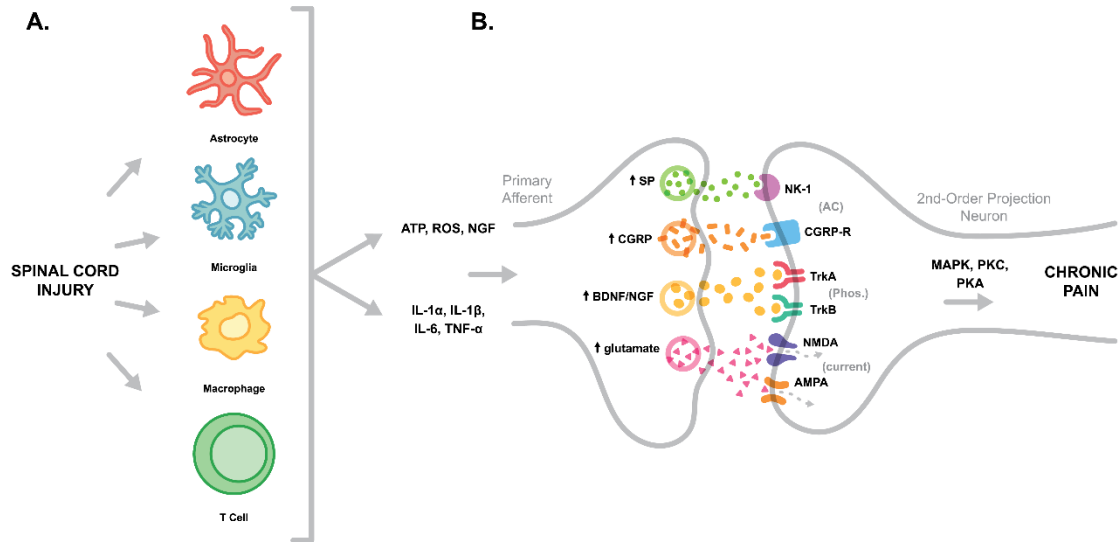 A.
SPINAL CORD
INJURY
Astrocyte
Microglia
Macrophage
T Cell
ATP, ROS, NGF
IL-1α, IL-1β,
IL-6, TNF-α
B.
Primary
Afferent
↑ SP
↑ CGRP
↑ BDNF/NGF
↑ glutamate
NK-1
(AC)
CGRP-R
TrkA
(Phos.)
TrkB
NMDA
(current)
AMPA
2nd-Order Projection
Neuron
MAPK, PKC,
PKA
CHRONIC
PAIN